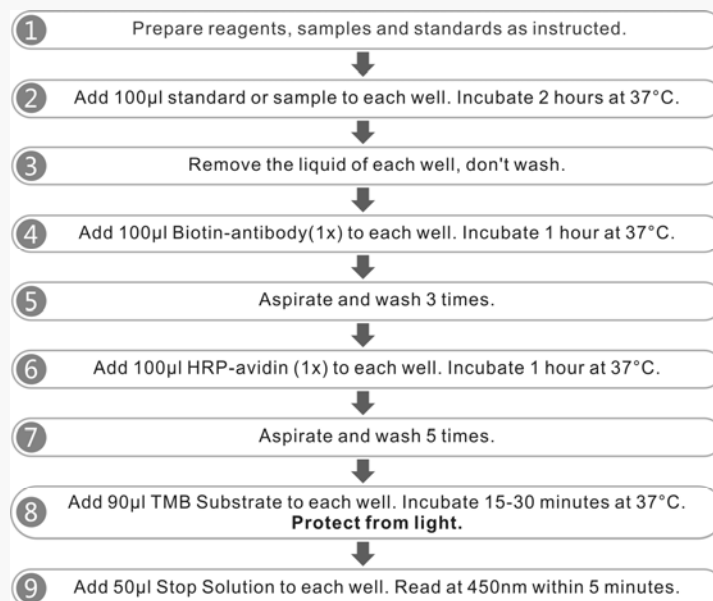 1 Prepare reagents, samples and standards as instructed.
2 Add 100μl standard or sample to each well. Incubate 2 hours at 37°C.
3 Remove the liquid of each well, don't wash.
4 Add 100μl Biotin-antibody(1x) to each well. Incubate 1 hour at 37°C.
5 Aspirate and wash 3 times.
6 Add 100μl HRP-avidin (1x) to each well. Incubate 1 hour at 37°C.
7 Aspirate and wash 5 times.
8 Add 90μl TMB Substrate to each well. Incubate 15-30 minutes at 37°C.
Protect from light.
9 Add 50μl Stop Solution to each well. Read at 450nm within 5 minutes.